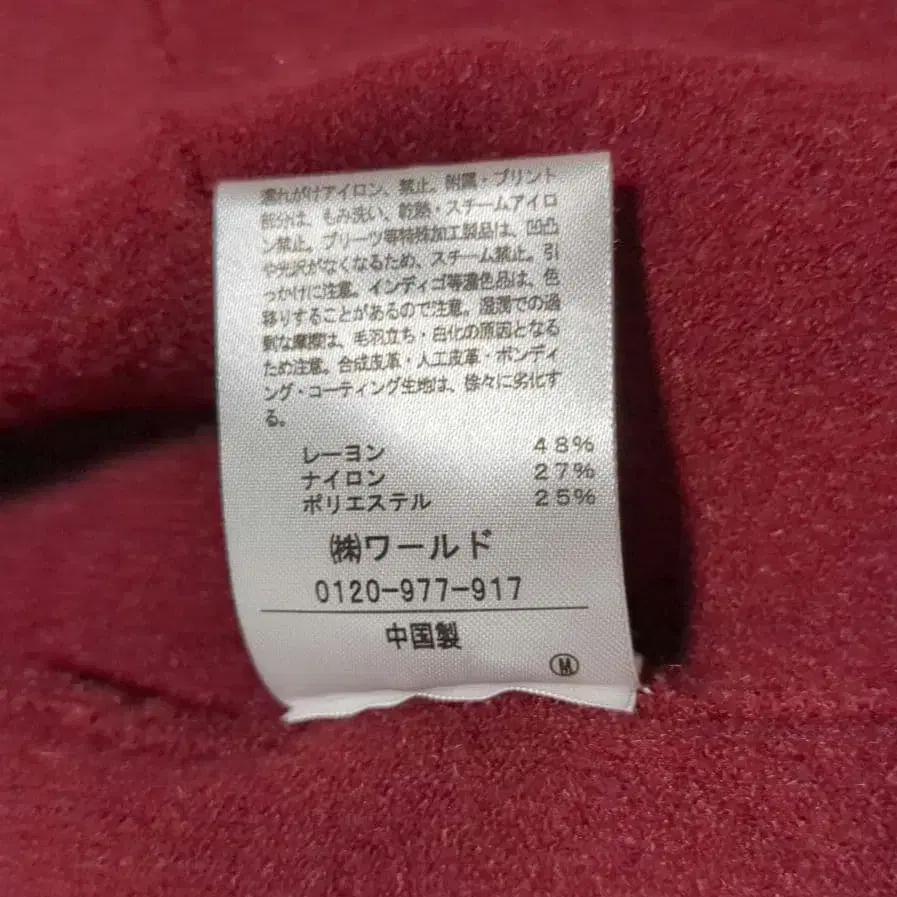 濡れがけアイロン、禁止。附属・プリント
部分は、もみ洗い、乾熱・スチームアイロ
ン禁止。プリーツ等特殊加工製品は、凹凸
や光沢がなくなるため、スチーム禁止。引
っかけに注意。インディゴ等濃色品は、色
移りすることがあるので注意。湿潤での過
剰な摩擦は、毛羽立ち・白化の原因となる
ため注意。合成皮革・人工皮革・ボンディ
ング・コーティング生地は、徐々に劣化す
る。
レーヨン 48%
ナイロン 27%
ポリエステル 25%
㈱ワールド
0120-977-917
中国製
Ⓜ